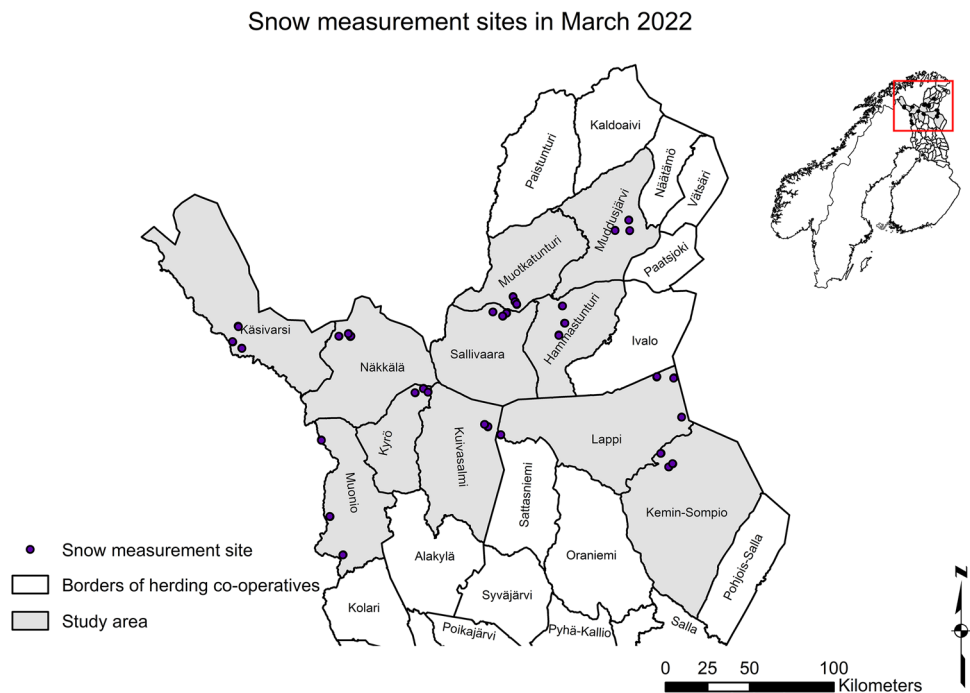 Snow measurement sites in March 2022
Kaldoaivi
Paistunturi
Näätämö
Vätsäri
Muddusjärvi
Muotkatunturi
Paatsjoki
Käsivarsi
Hammastunturi
Ivalo
Sallivaara
Näkkälä
Kyrö
Kuivasalmi
Lappi
Muonio
Sattasniemi
Kemin-Sompio
Alakylä
Oraniemi
Pohjois-Salla
Syväjärvi
Kolari
Poikajärvi
Pyhä-Kallio
Salla
Snow measurement site
Borders of herding co-operatives
Study area
N
0 25 50 100
Kilometers